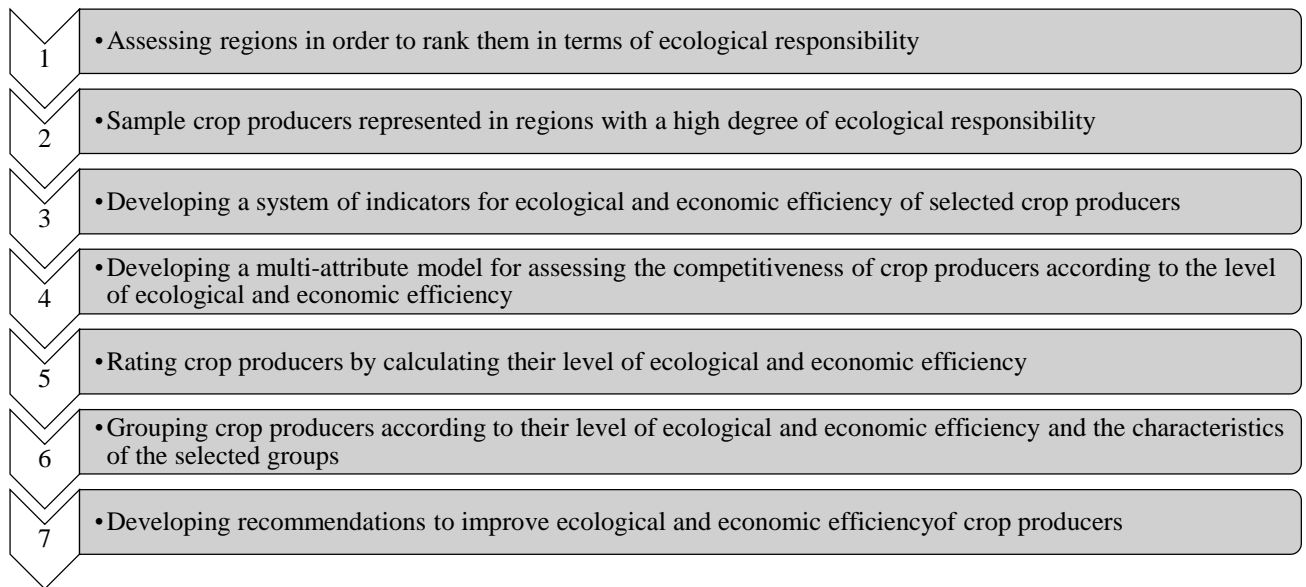 1
•Assessing regions in order to rank them in terms of ecological responsibility
2
•Sample crop producers represented in regions with a high degree of ecological responsibility
3
•Developing a system of indicators for ecological and economic efficiency of selected crop producers
4
•Developing a multi-attribute model for assessing the competitiveness of crop producers according to the level
of ecological and economic efficiency
5
•Rating crop producers by calculating their level of ecological and economic efficiency
6
•Grouping crop producers according to their level of ecological and economic efficiency and the characteristics
of the selected groups
7
•Developing recommendations to improve ecological and economic efficiencyof crop producers